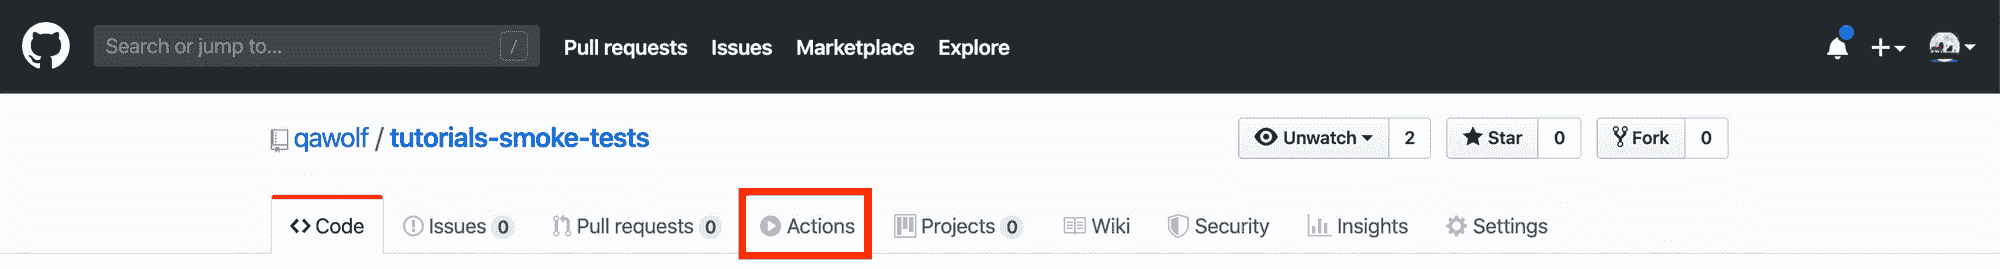 Search or jump to... / Pull requests Issues Marketplace Explore
qawolf / tutorials-smoke-tests Unwatch 2 Star 0 Fork 0
Code Issues 0 Pull requests 0 Actions Projects 0 Wiki Security Insights Settings